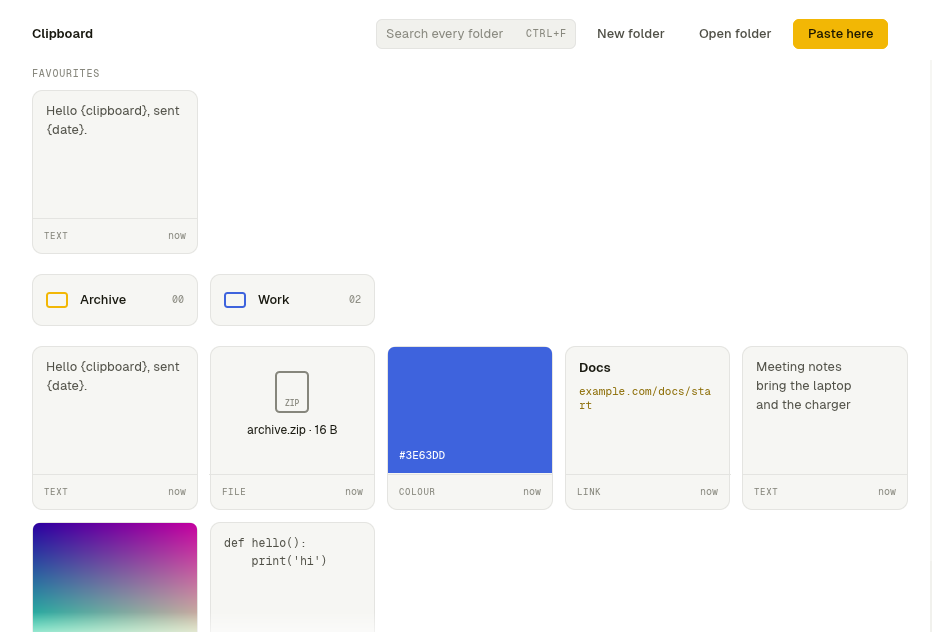 Clipboard
Search every folder CTRL+F
New folder
Open folder
Paste here
FAVOURITES
Hello {clipboard}, sent
{date}.
TEXT now
Archive 00
Work 02
Hello {clipboard}, sent
{date}.
TEXT now
ZIP
archive.zip · 16 B
FILE now
#3E63DD
COLOUR now
Docs
example.com/docs/sta
rt
LINK now
Meeting notes
bring the laptop
and the charger
TEXT now
def hello():
    print('hi')